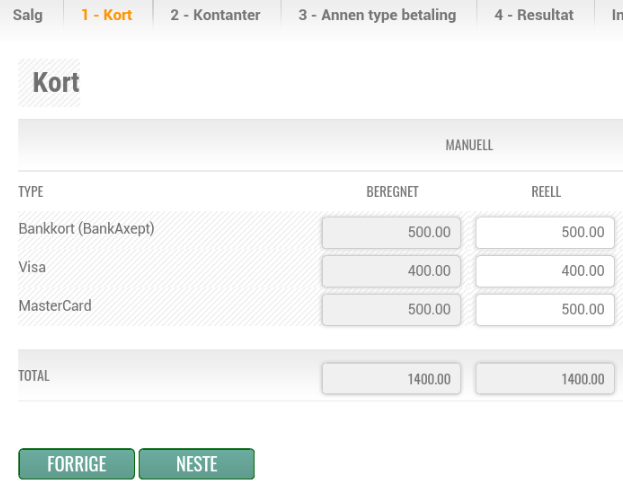 Salg 1 - Kort 2 - Kontanter 3 - Annen type betaling 4 - Resultat
Kort
MANUELL
TYPE BEREGNET REELL
Bankkort (BankAxept) 500.00 500.00
Visa 400.00 400.00
MasterCard 500.00 500.00
TOTAL 1400.00 1400.00
FORRIGE NESTE